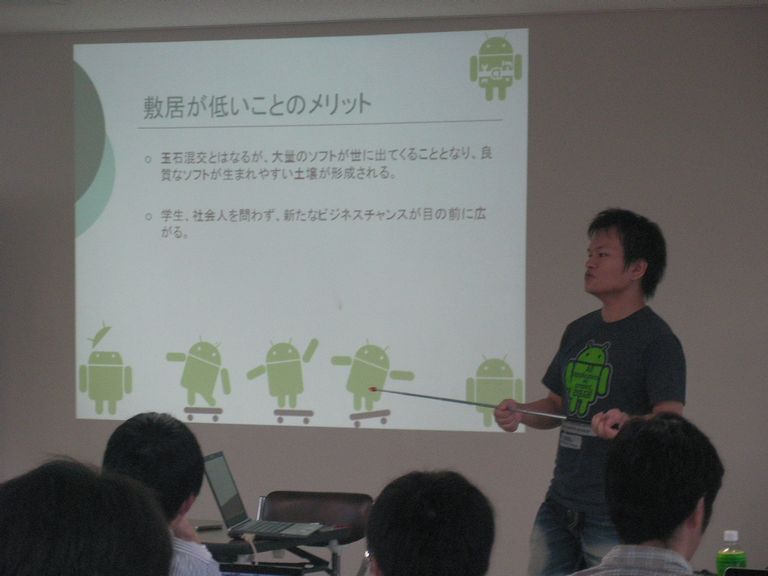 敷居が低いことのメリット
玉石混交とはなるが、大量のソフトが世に出てくることとなり、良
質なソフトが生まれやすい土壌が形成される。
学生、社会人を問わず、新たなビジネスチャンスが目の前に広
がる。